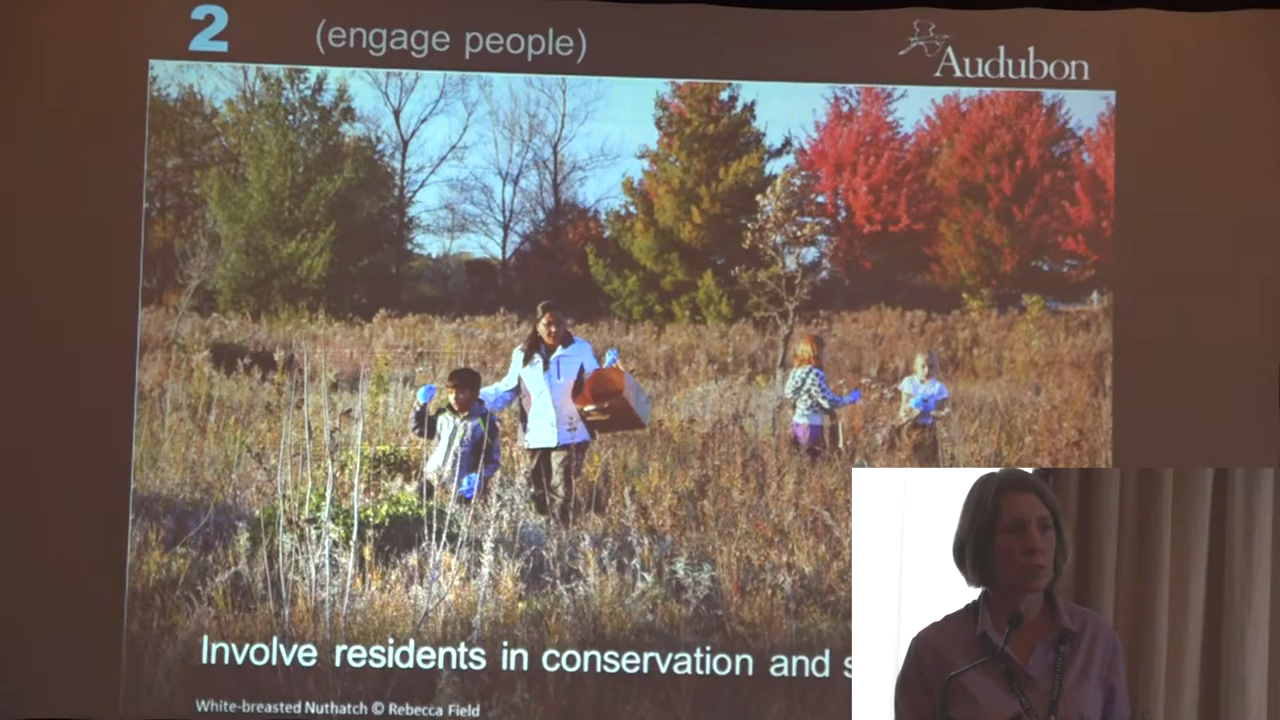 2 (engage people)
Audubon
Involve residents in conservation and
White-breasted Nuthatch © Rebecca Field